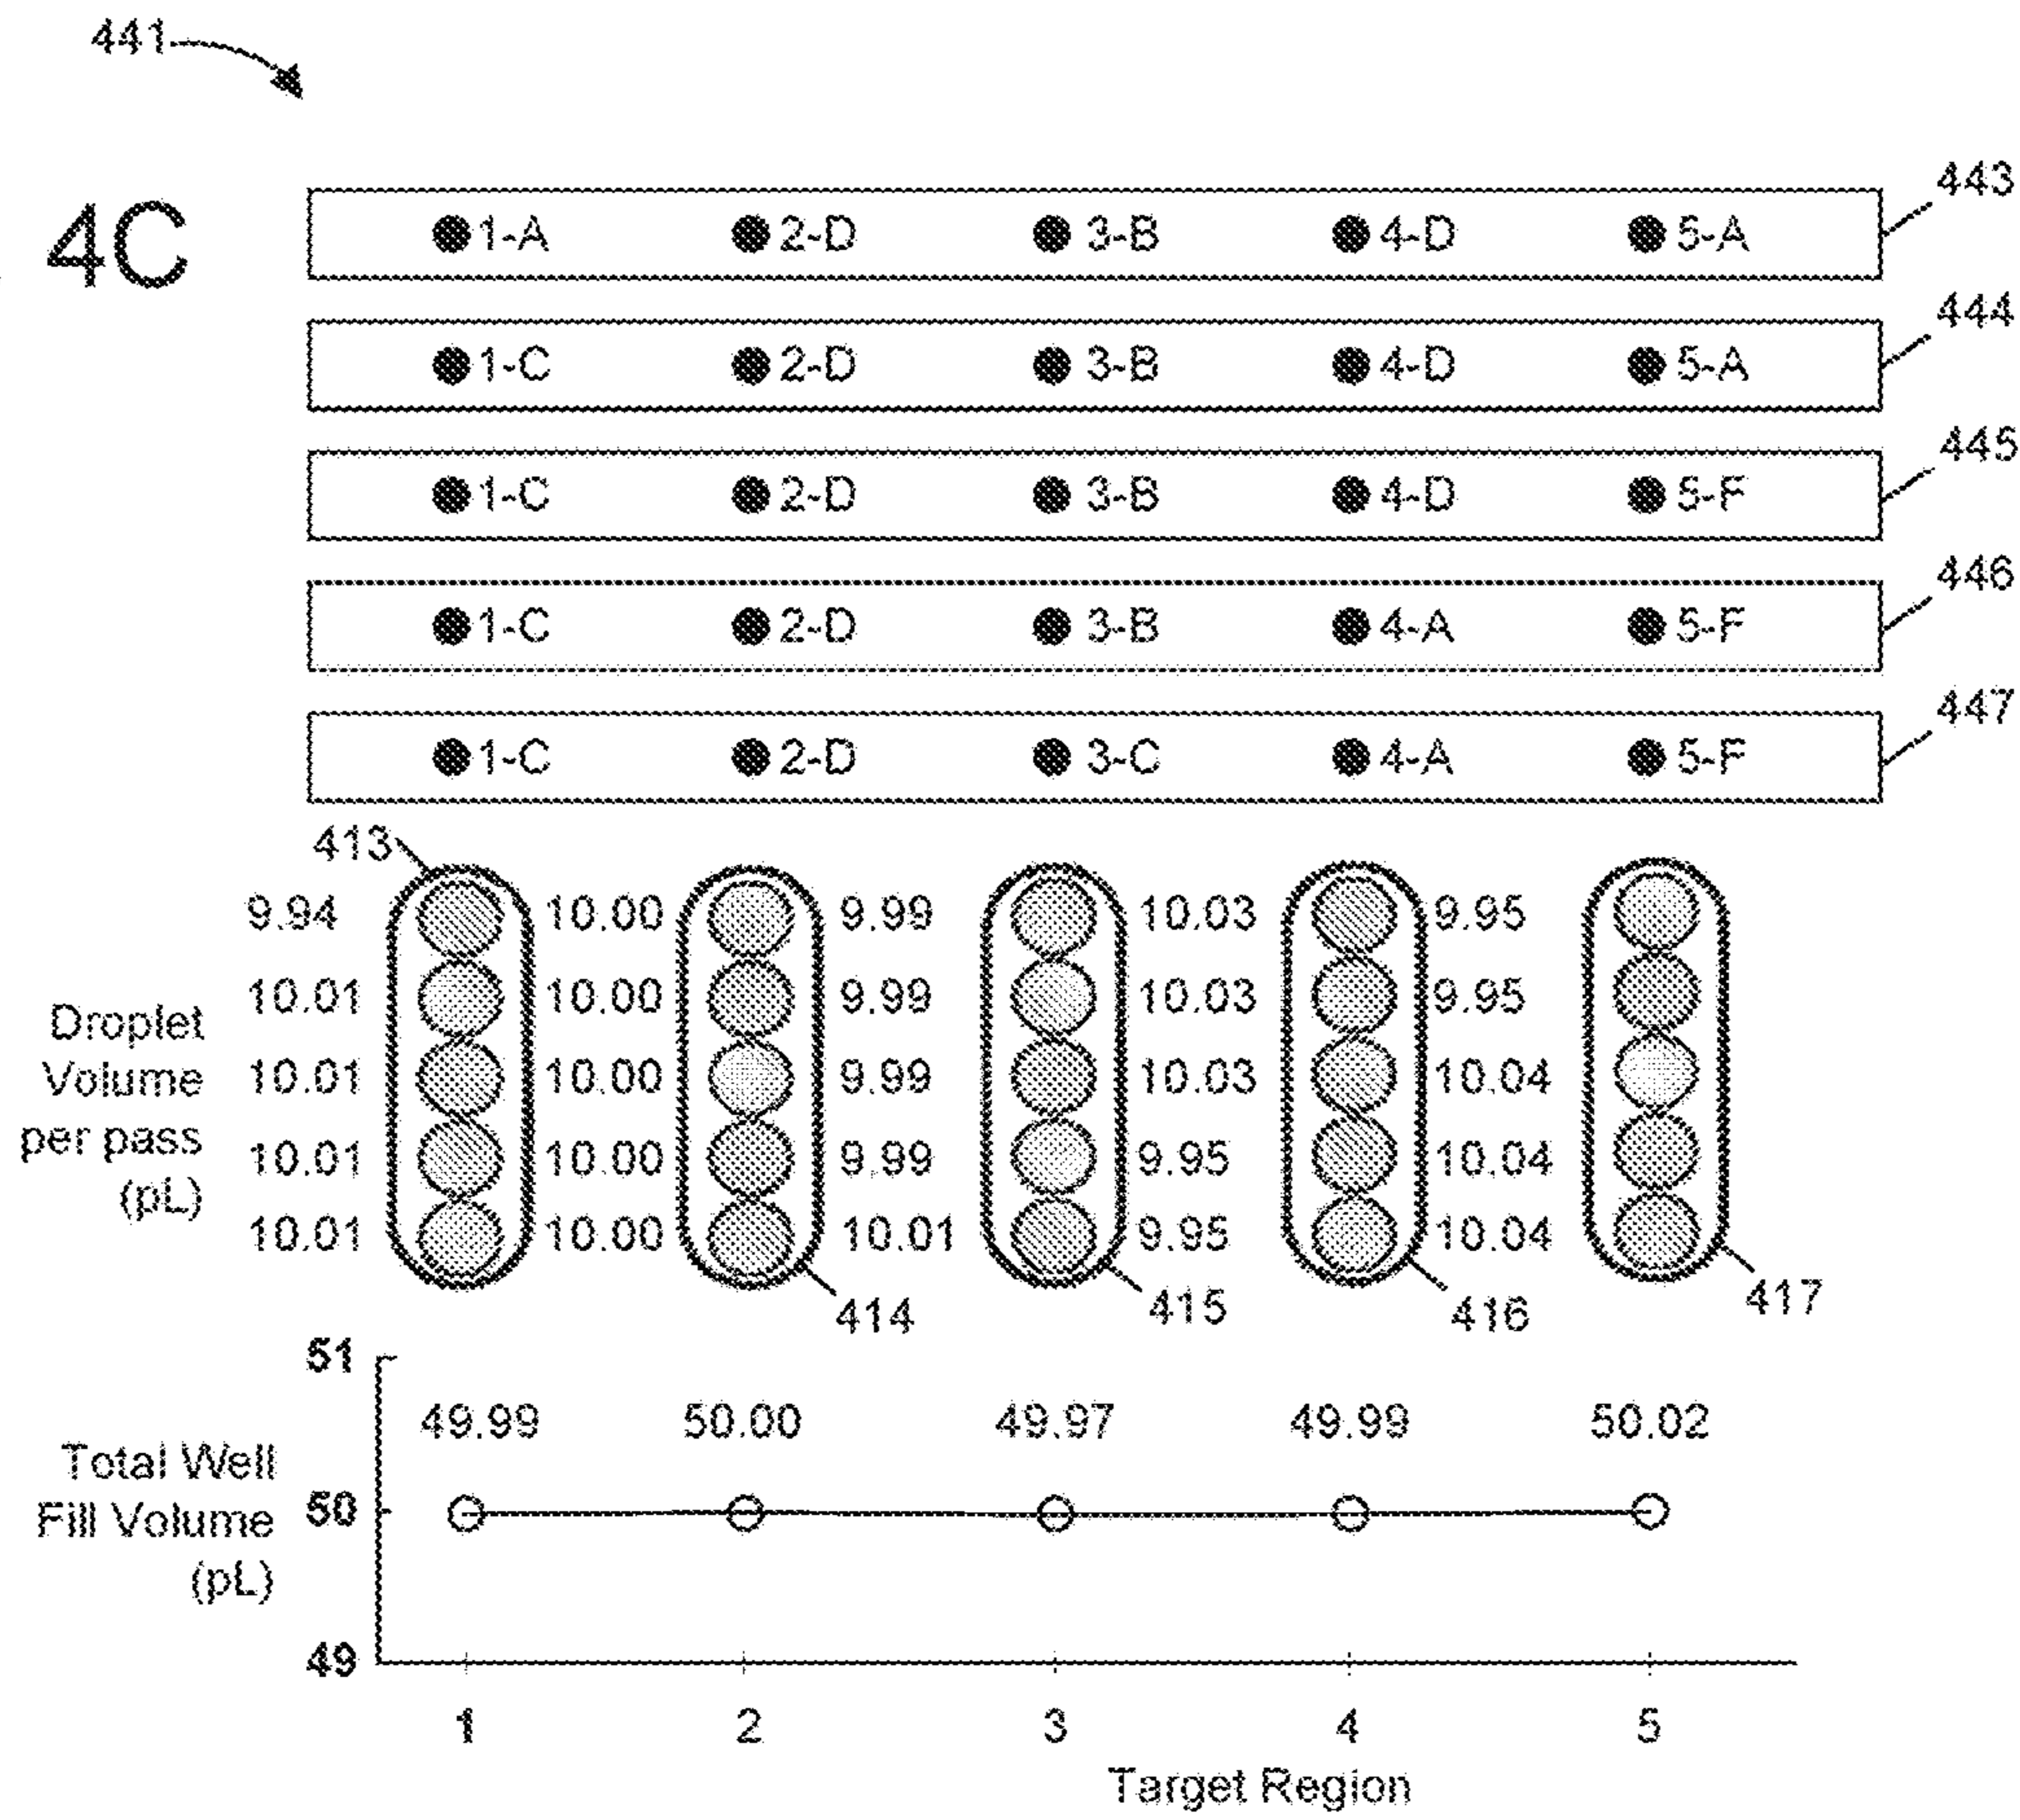 441
4C
1-A 2-D 3-B 4-D 5-A 443
1-C 2-D 3-B 4-D 5-A 444
1-C 2-D 3-B 4-D 5-F 445
1-C 2-D 3-B 4-A 5-F 446
1-C 2-D 3-C 4-A 5-F 447
413
Droplet
Volume
per pass
(pL)
9.94 10.00 9.99 10.03 9.95
10.01 10.00 9.99 10.03 9.95
10.01 10.00 9.99 10.03 10.04
10.01 10.00 9.99 9.95 10.04
10.01 10.00 10.01 9.95 10.04
414 415 416 417
51
49.99 50.00 49.97 49.99 50.02
Total Well
Fill Volume
(pL)
50
49
1 2 3 4 5
Target Region